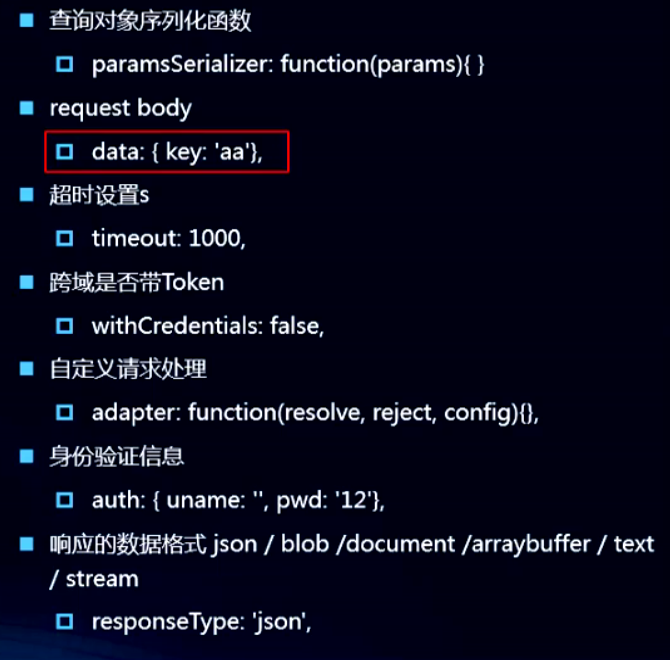 查询对象序列化函数
paramsSerializer: function(params){ }
request body
data: { key: 'aa'},
超时设置s
timeout: 1000,
跨域是否带Token
withCredentials: false,
自定义请求处理
adapter: function(resolve, reject, config){},
身份验证信息
auth: { uname: '', pwd: '12'},
响应的数据格式 json / blob /document /arraybuffer / text
/ stream
responseType: 'json',